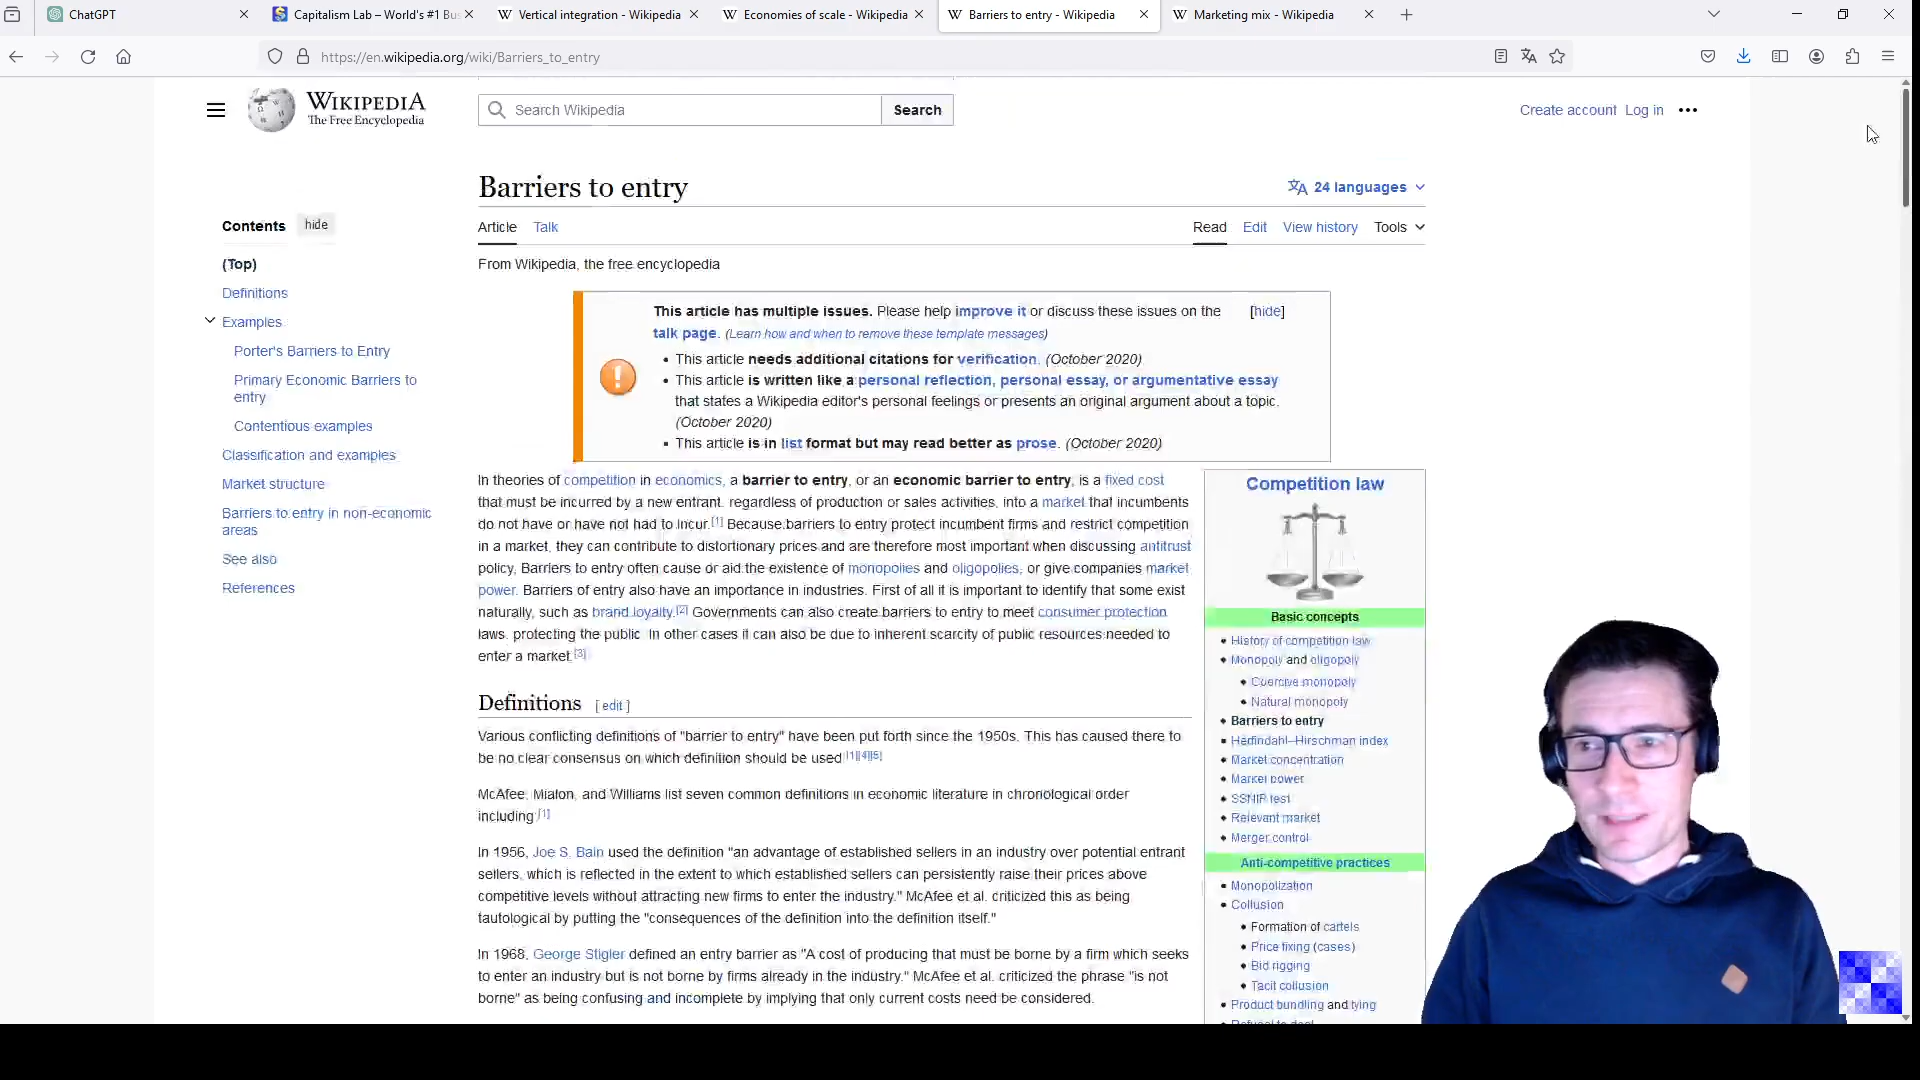 ChatGPT
Capitalism Lab – World's #1 Bus
Vertical integration - Wikipedia
Economies of scale - Wikipedia
Barriers to entry - Wikipedia
Marketing mix - Wikipedia
https://en.wikipedia.org/wiki/Barriers_to_entry
WIKIPEDIA
The Free Encyclopedia
Search Wikipedia
Search
Create account Log in
Barriers to entry
24 languages
Contents hide
(Top)
Definitions
Examples
Porter's Barriers to Entry
Primary Economic Barriers to
entry
Contentious examples
Classification and examples
Market structure
Barriers to entry in non-economic
areas
See also
References
Article Talk
Read Edit View history Tools
From Wikipedia, the free encyclopedia
This article has multiple issues. Please help improve it or discuss these issues on the [hide]
talk page. (Learn how and when to remove these template messages)
This article needs additional citations for verification. (October 2020)
This article is written like a personal reflection, personal essay, or argumentative essay
that states a Wikipedia editor's personal feelings or presents an original argument about a topic.
(October 2020)
This article is in list format but may read better as prose. (October 2020)
In theories of competition in economics, a barrier to entry, or an economic barrier to entry, is a fixed cost
that must be incurred by a new entrant, regardless of production or sales activities, into a market that incumbents
do not have or have not had to incur.[1] Because barriers to entry protect incumbent firms and restrict competition
in a market, they can contribute to distortionary prices and are therefore most important when discussing antitrust
policy. Barriers to entry often cause or aid the existence of monopolies and oligopolies, or give companies market
power. Barriers of entry also have an importance in industries. First of all it is important to identify that some exist
naturally, such as brand loyalty.[2] Governments can also create barriers to entry to meet consumer protection
laws, protecting the public. In other cases it can also be due to inherent scarcity of public resources needed to
enter a market.[3]
Definitions [ edit ]
Various conflicting definitions of "barrier to entry" have been put forth since the 1950s. This has caused there to
be no clear consensus on which definition should be used.[1][4][5]
McAfee, Mialon, and Williams list seven common definitions in economic literature in chronological order
including:[1]
In 1956, Joe S. Bain used the definition "an advantage of established sellers in an industry over potential entrant
sellers, which is reflected in the extent to which established sellers can persistently raise their prices above
competitive levels without attracting new firms to enter the industry." McAfee et al. criticized this as being
tautological by putting the "consequences of the definition into the definition itself."
In 1968, George Stigler defined an entry barrier as "A cost of producing that must be borne by a firm which seeks
to enter an industry but is not borne by firms already in the industry." McAfee et al. criticized the phrase "is not
borne" as being confusing and incomplete by implying that only current costs need be considered.
Competition law
Basic concepts
History of competition law
Monopoly and oligopoly
Coercive monopoly
Natural monopoly
Barriers to entry
Herfindahl–Hirschman index
Market concentration
Market power
SSNIP test
Relevant market
Merger control
Anti-competitive practices
Monopolization
Collusion
Formation of cartels
Price fixing (cases)
Bid rigging
Tacit collusion
Product bundling and tying
Refusal to deal